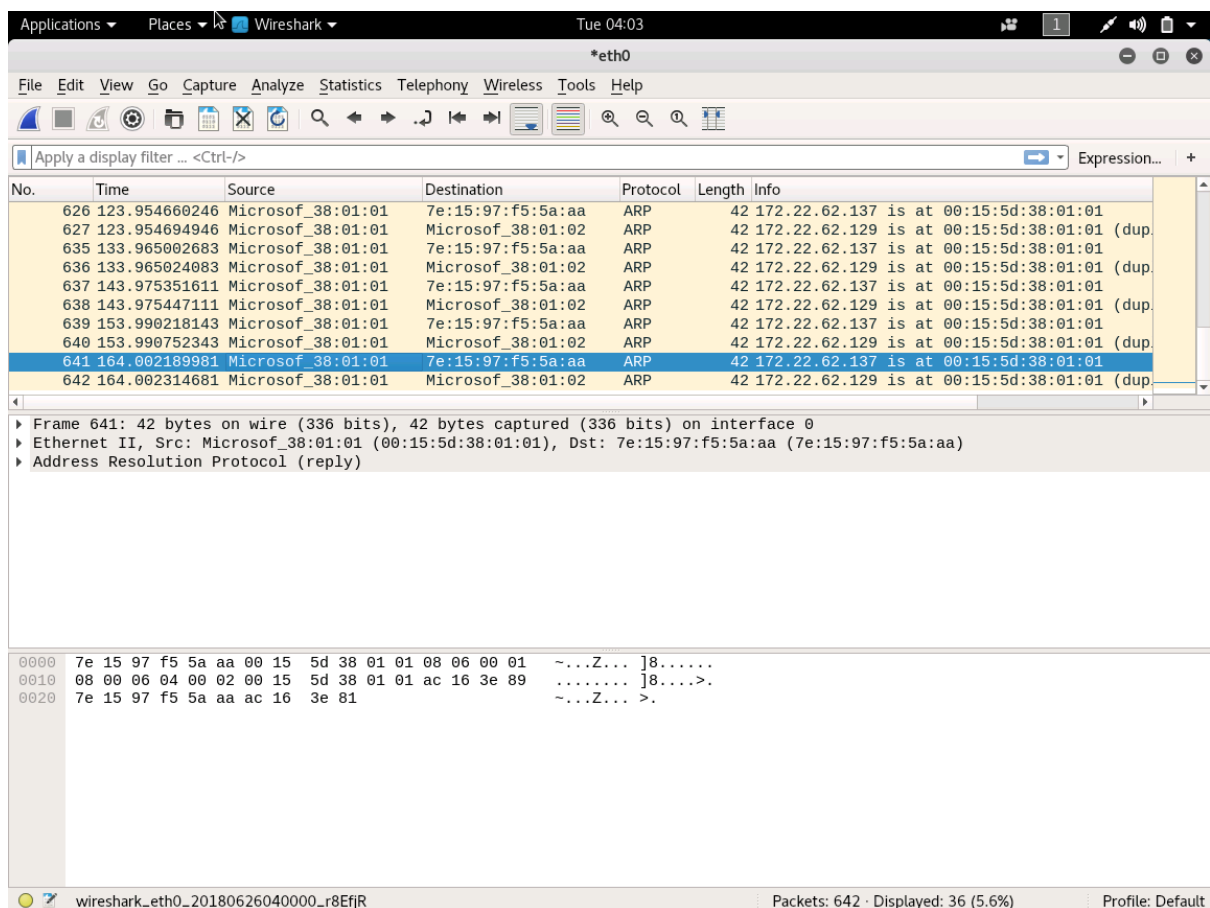 Applications Places Wireshark Tue 04:03 1
*eth0
File Edit View Go Capture Analyze Statistics Telephony Wireless Tools Help
Apply a display filter ... <Ctrl-/> Expression... +
No. Time Source Destination Protocol Length Info
626 123.954660246 Microsof_38:01:01 7e:15:97:f5:5a:aa ARP 42 172.22.62.137 is at 00:15:5d:38:01:01
627 123.954694946 Microsof_38:01:01 Microsof_38:01:02 ARP 42 172.22.62.129 is at 00:15:5d:38:01:01 (dup
635 133.965002683 Microsof_38:01:01 7e:15:97:f5:5a:aa ARP 42 172.22.62.137 is at 00:15:5d:38:01:01
636 133.965024083 Microsof_38:01:01 Microsof_38:01:02 ARP 42 172.22.62.129 is at 00:15:5d:38:01:01 (dup
637 143.975351611 Microsof_38:01:01 7e:15:97:f5:5a:aa ARP 42 172.22.62.137 is at 00:15:5d:38:01:01
638 143.975447111 Microsof_38:01:01 Microsof_38:01:02 ARP 42 172.22.62.129 is at 00:15:5d:38:01:01 (dup
639 153.990218143 Microsof_38:01:01 7e:15:97:f5:5a:aa ARP 42 172.22.62.137 is at 00:15:5d:38:01:01
640 153.990752343 Microsof_38:01:01 Microsof_38:01:02 ARP 42 172.22.62.129 is at 00:15:5d:38:01:01 (dup
641 164.002189981 Microsof_38:01:01 7e:15:97:f5:5a:aa ARP 42 172.22.62.137 is at 00:15:5d:38:01:01
642 164.002314681 Microsof_38:01:01 Microsof_38:01:02 ARP 42 172.22.62.129 is at 00:15:5d:38:01:01 (dup
Frame 641: 42 bytes on wire (336 bits), 42 bytes captured (336 bits) on interface 0
Ethernet II, Src: Microsof_38:01:01 (00:15:5d:38:01:01), Dst: 7e:15:97:f5:5a:aa (7e:15:97:f5:5a:aa)
Address Resolution Protocol (reply)
0000 7e 15 97 f5 5a aa 00 15 5d 38 01 01 08 06 00 01 ~...Z... ]8......
0010 08 00 06 04 00 02 00 15 5d 38 01 01 ac 16 3e 89 ........ ]8....>.
0020 7e 15 97 f5 5a aa ac 16 3e 81 ~...Z... >.
wireshark_eth0_20180626040000_r8EfjR Packets: 642 · Displayed: 36 (5.6%) Profile: Default